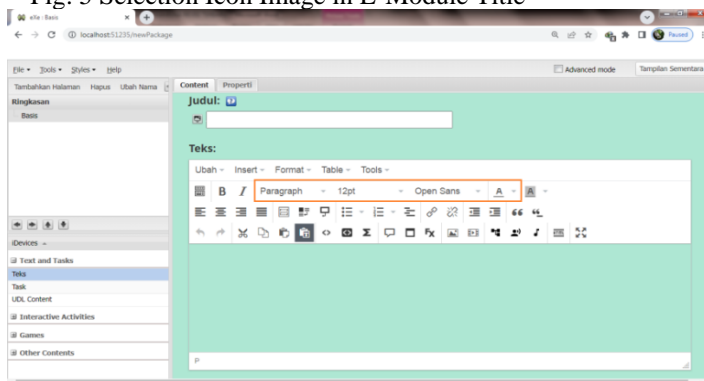 Fig. 5 Selection Icon Image in E-Module Title
localhost:51235/newPackage
Paused
File Tools Styles Help
Advanced mode
Tampilan Sementara
Tambahkan Halaman Hapus Ubah Nama
Content Properti
Ringkasan
Basis
Judul:
Teks:
Ubah Insert Format Table Tools
B I Paragraph 12pt Open Sans A A
iDevices
Text and Tasks
Teks
Task
UDL Content
Interactive Activities
Games
Other Contents
P